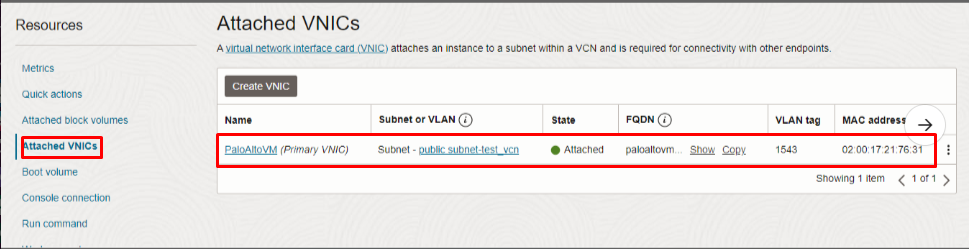 Resources
Metrics
Quick actions
Attached block volumes
Attached VNICs
Boot volume
Console connection
Run command
Attached VNICs
A virtual network interface card (VNIC) attaches an instance to a subnet within a VCN and is required for connectivity with other endpoints.
Create VNIC
Name Subnet or VLAN State FQDN VLAN tag MAC address
PaloAltoVM (Primary VNIC) Subnet - public subnet-test_vcn Attached paloaltovm... Show Copy 1543 02:00:17:21:76:31
Showing 1 item 1 of 1